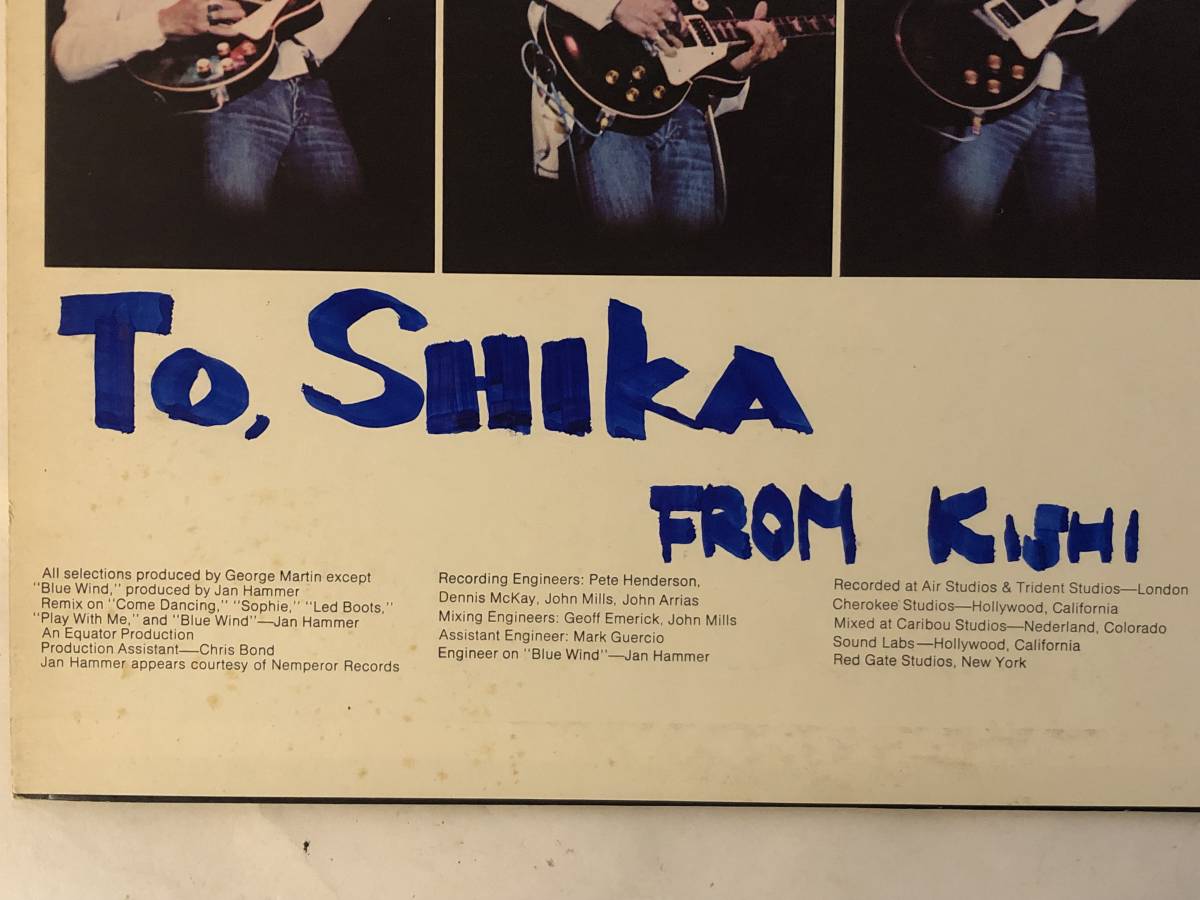 To, SHIKA
FROM KISHI
All selections produced by George Martin except
"Blue Wind," produced by Jan Hammer
Remix on "Come Dancing," "Sophie," "Led Boots,"
"Play With Me," and "Blue Wind"—Jan Hammer
An Equator Production
Production Assistant—Chris Bond
Jan Hammer appears courtesy of Nemperor Records
Recording Engineers: Pete Henderson,
Dennis McKay, John Mills, John Arrias
Mixing Engineers: Geoff Emerick, John Mills
Assistant Engineer: Mark Guercio
Engineer on "Blue Wind"—Jan Hammer
Recorded at Air Studios & Trident Studios—London
Cherokee Studios—Hollywood, California
Mixed at Caribou Studios—Nederland, Colorado
Sound Labs—Hollywood, California
Red Gate Studios, New York